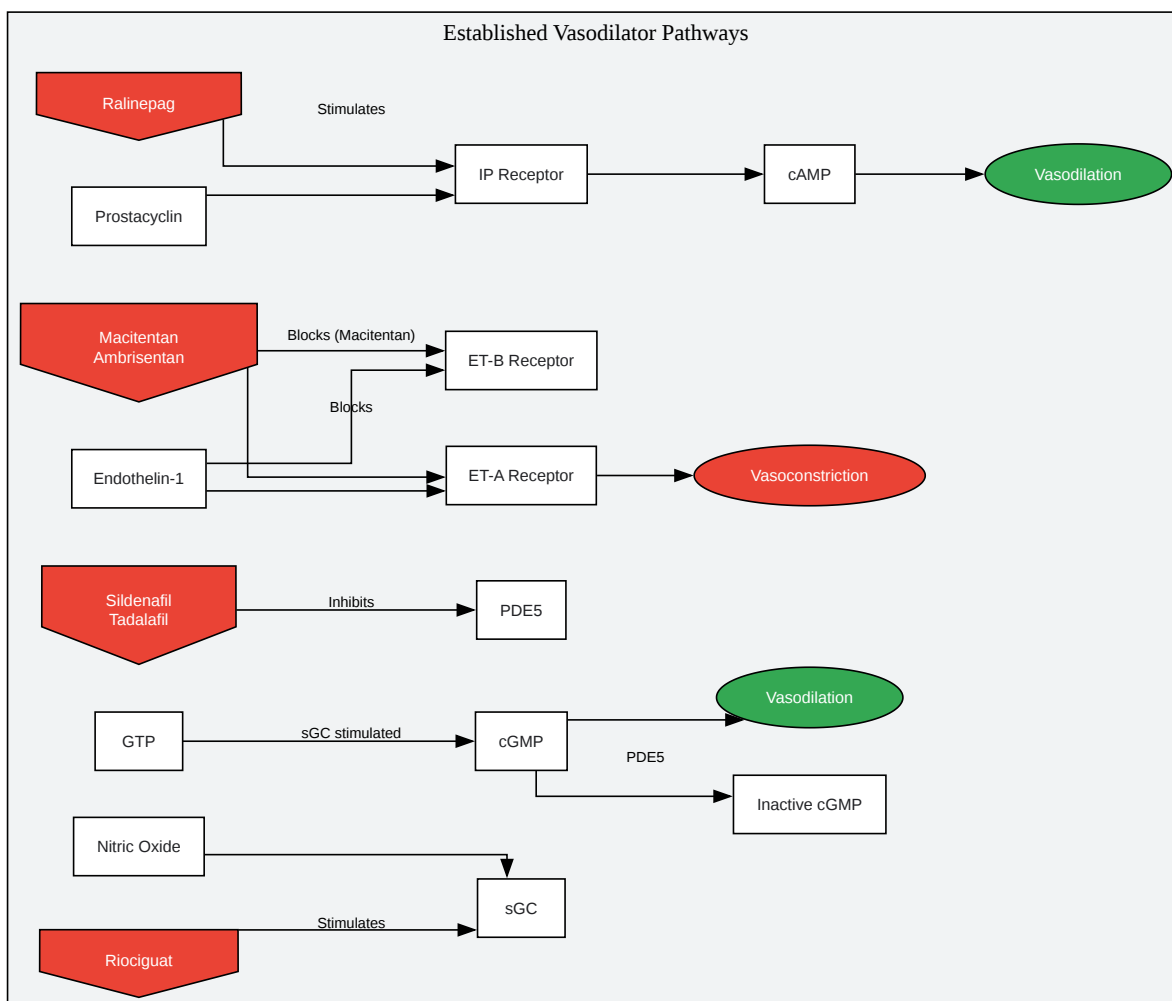 Established Vasodilator Pathways
Ralinepag
Stimulates
IP Receptor
cAMP
Vasodilation
Prostacyclin
Macitentan
Ambrisentan
Blocks (Macitentan)
ET-B Receptor
Blocks
Endothelin-1
ET-A Receptor
Vasoconstriction
Sildenafil
Tadalafil
Inhibits
PDE5
Vasodilation
GTP
sGC stimulated
cGMP
PDE5
Inactive cGMP
Nitric Oxide
sGC
Stimulates
Riociguat